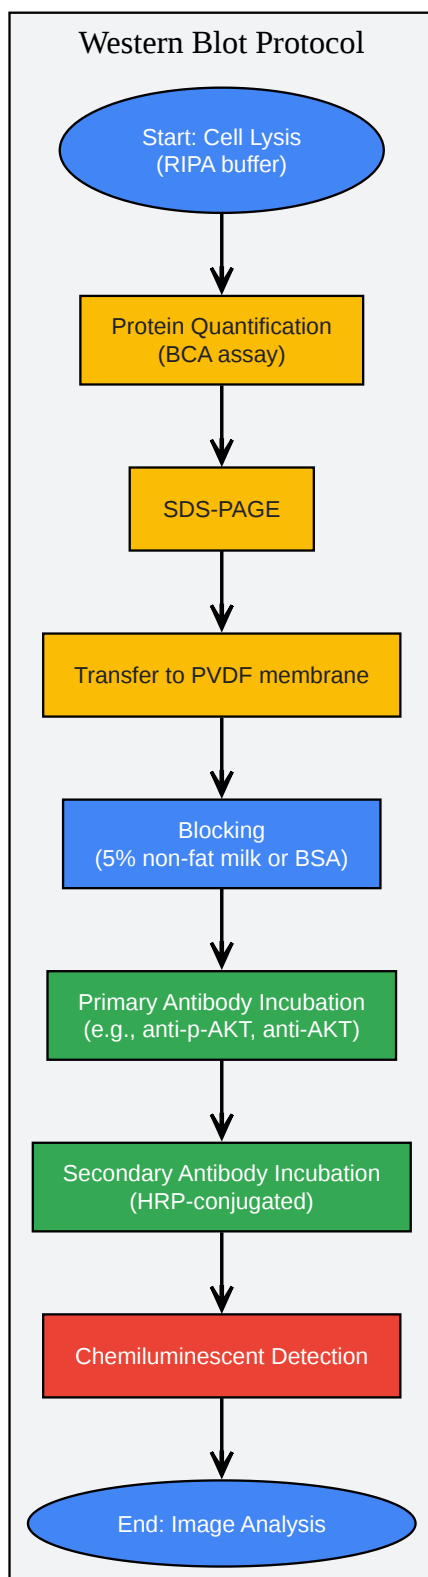 Western Blot Protocol
Start: Cell Lysis
(RIPA buffer)
Protein Quantification
(BCA assay)
SDS-PAGE
Transfer to PVDF membrane
Blocking
(5% non-fat milk or BSA)
Primary Antibody Incubation
(e.g., anti-p-AKT, anti-AKT)
Secondary Antibody Incubation
(HRP-conjugated)
Chemiluminescent Detection
End: Image Analysis